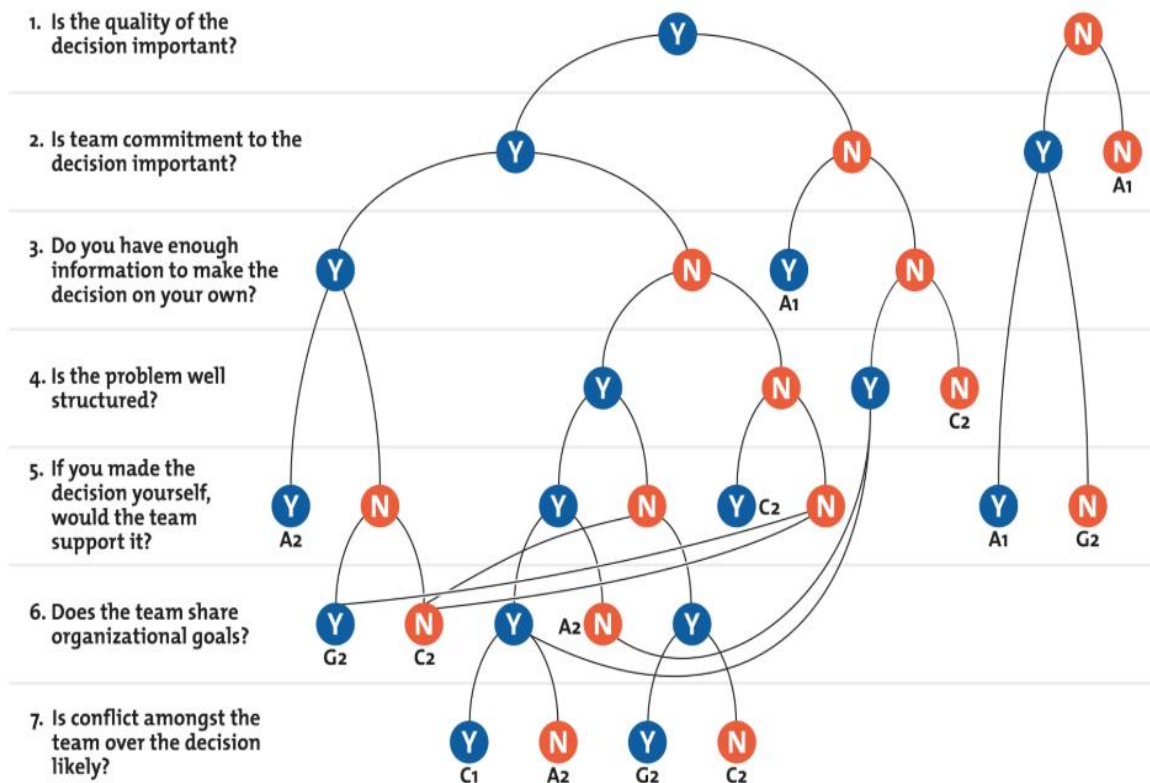 1. Is the quality of the
decision important?
Y
N
2. Is team commitment to the
decision important?
Y
N
Y
N
A1
3. Do you have enough
information to make the
decision on your own?
Y
N
Y
N
A1
4. Is the problem well
structured?
Y
N
Y
N
C2
5. If you made the
decision yourself,
would the team
support it?
Y
N
Y
N
Y
C2
N
Y
N
A2
A1
G2
6. Does the team share
organizational goals?
Y
N
Y
A2
N
Y
G2
C2
7. Is conflict amongst the
team over the decision
likely?
Y
N
Y
N
C1
A2
G2
C2